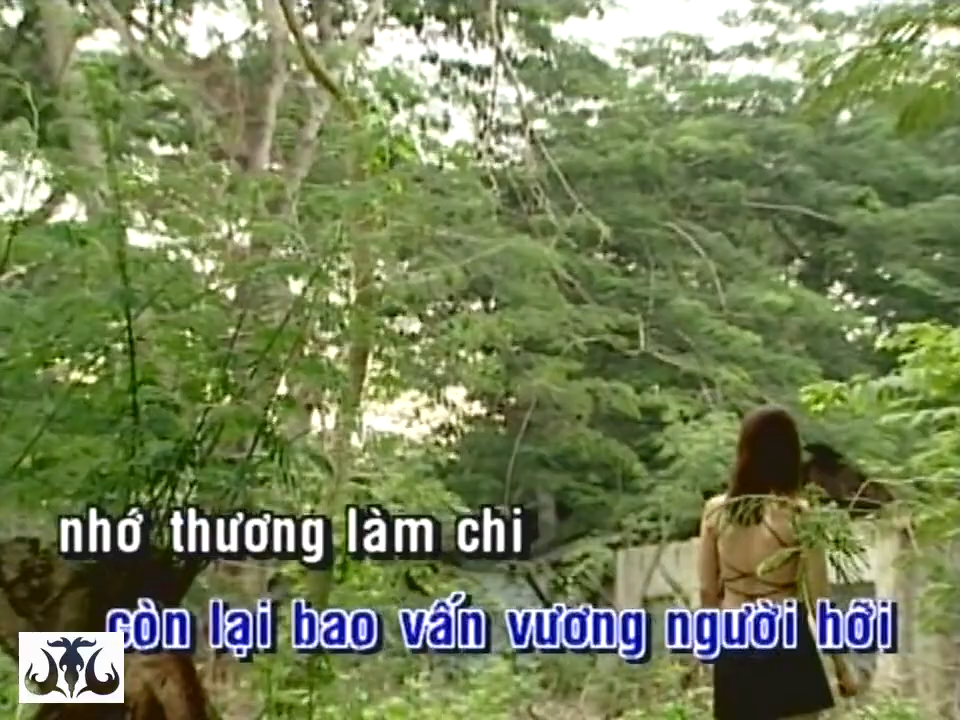 nhớ thương làm chi
còn lại bao vấn vương người hỡi